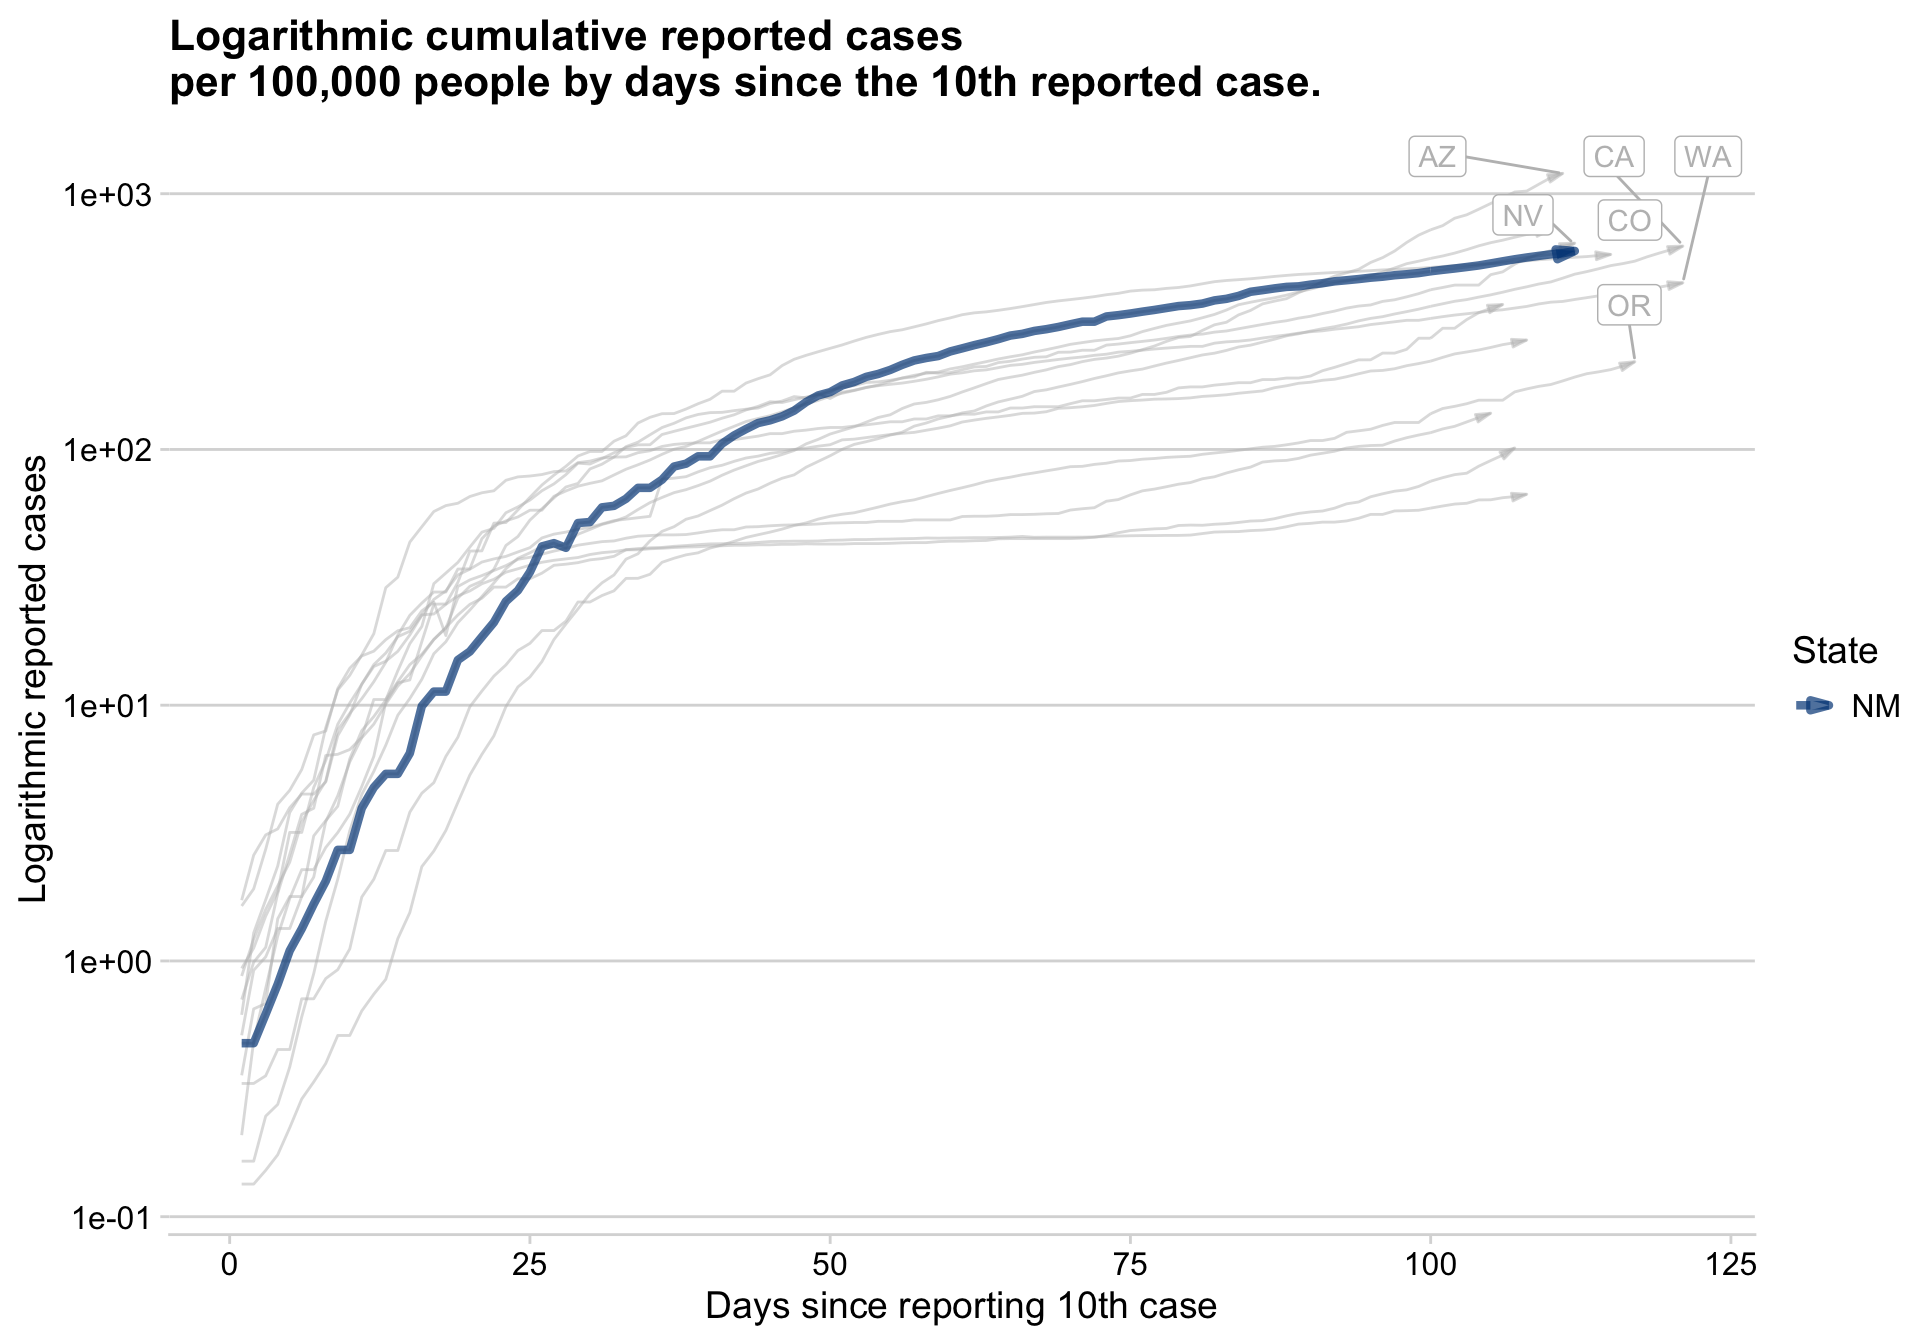 Logarithmic cumulative reported cases
per 100,000 people by days since the 10th reported case.
AZ
CA
WA
NV
CO
OR
1e+03
1e+02
1e+01
1e+00
1e-01
Logarithmic reported cases
0
25
50
75
100
125
Days since reporting 10th case
State
NM